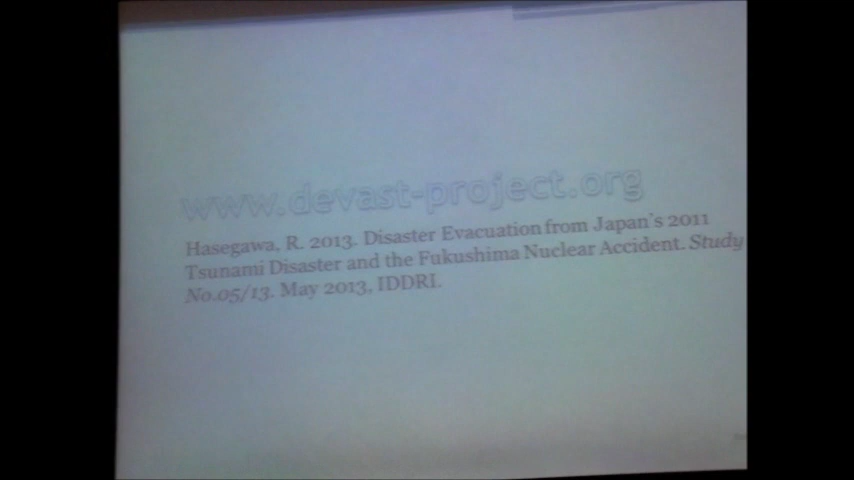 www.devast-project.org
Hasegawa, R. 2013. Disaster Evacuation from Japan's 2011
Tsunami Disaster and the Fukushima Nuclear Accident. Study
No.05/13. May 2013, IDDRI.